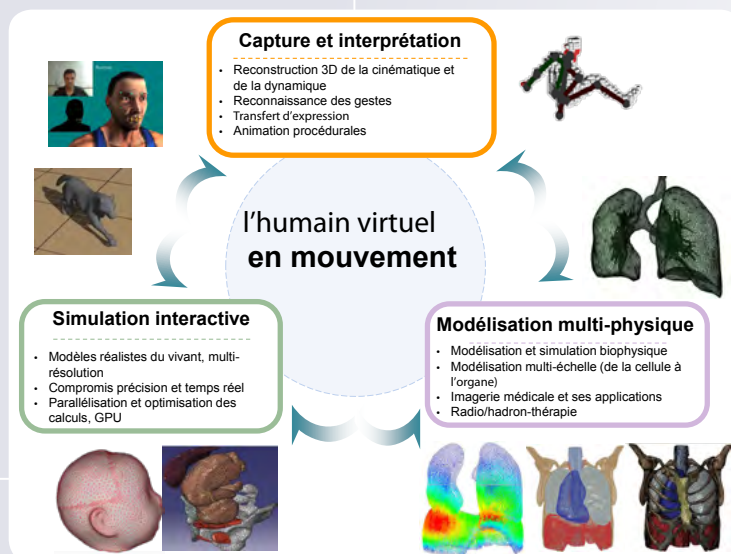 Capture et interprétation
• Reconstruction 3D de la cinématique et
de la dynamique
• Reconnaissance des gestes
• Transfert d'expression
• Animation procédurales
l'humain virtuel
en mouvement
Simulation interactive
• Modèles réalistes du vivant, multi-
résolution
• Compromis précision et temps réel
• Parallélisation et optimisation des
calculs, GPU
Modélisation multi-physique
• Modélisation et simulation biophysique
• Modélisation multi-échelle (de la cellule à
l'organe)
• Imagerie médicale et ses applications
• Radio/hadron-thérapie